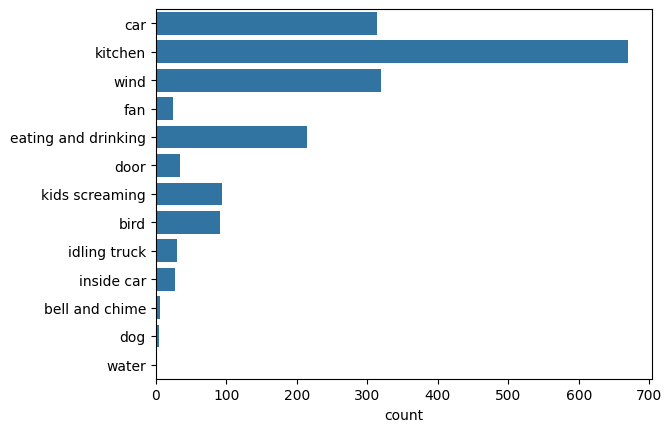 car
kitchen
wind
fan
eating and drinking
door
kids screaming
bird
idling truck
inside car
bell and chime
dog
water
0 100 200 300 400 500 600 700
count